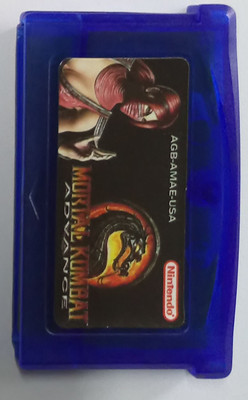 AGB-AMAE-USA
MORTAL KOMBAT
ADVANCE
Nintendo